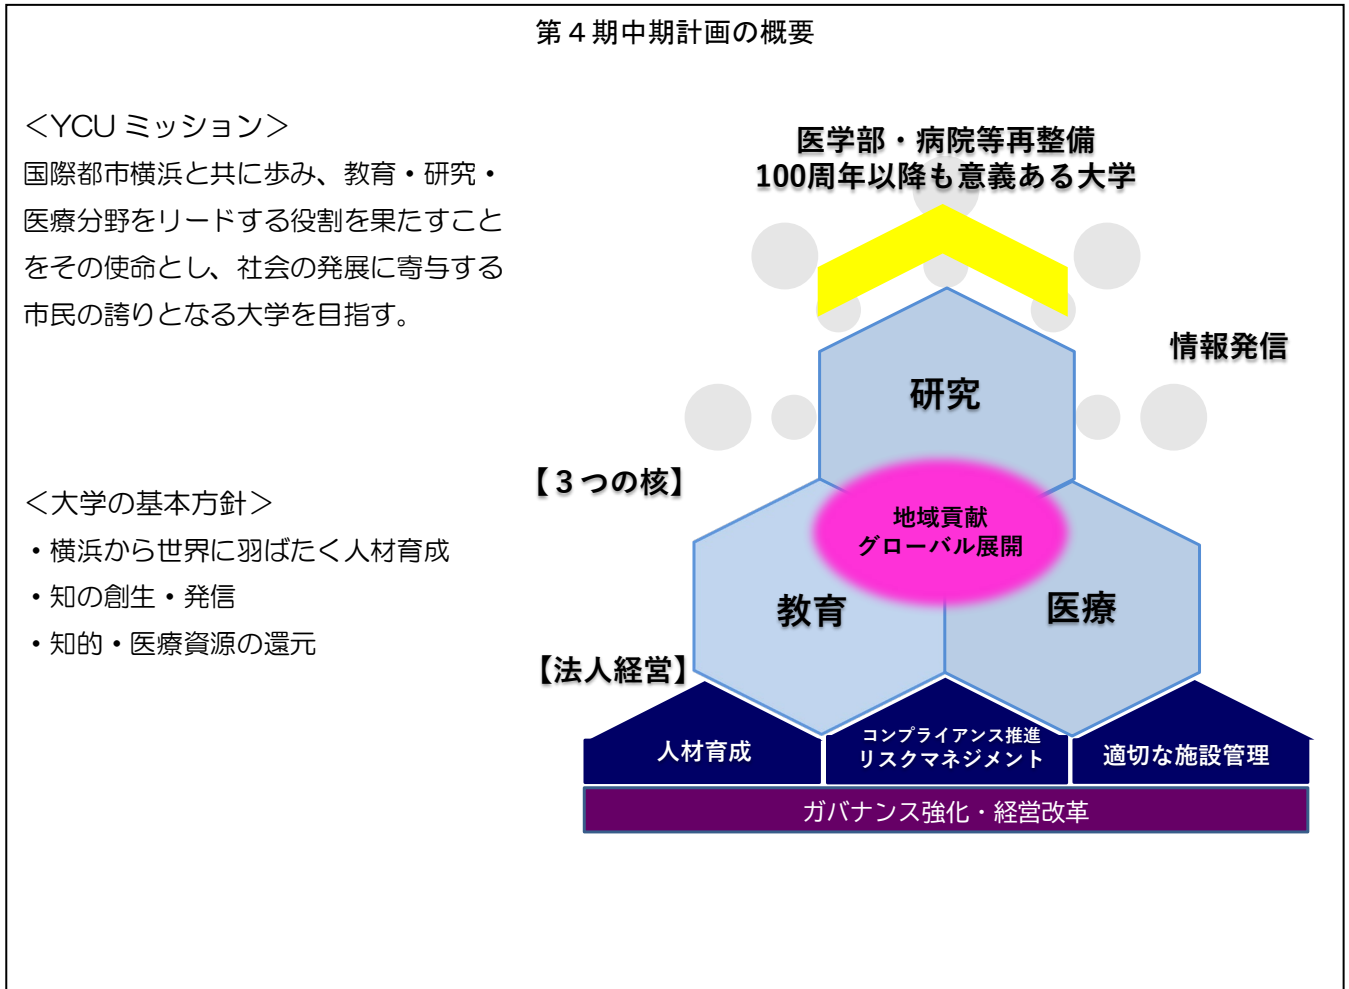 第４期中期計画の概要
＜YCU ミッション＞
国際都市横浜と共に歩み、教育・研究・
医療分野をリードする役割を果たすこと
をその使命とし、社会の発展に寄与する
市民の誇りとなる大学を目指す。
＜大学の基本方針＞
・横浜から世界に羽ばたく人材育成
・知の創生・発信
・知的・医療資源の還元
医学部・病院等再整備
100周年以降も意義ある大学
情報発信
研究
【３つの核】
地域貢献
グローバル展開
教育
医療
【法人経営】
人材育成
コンプライアンス推進
リスクマネジメント
適切な施設管理
ガバナンス強化・経営改革